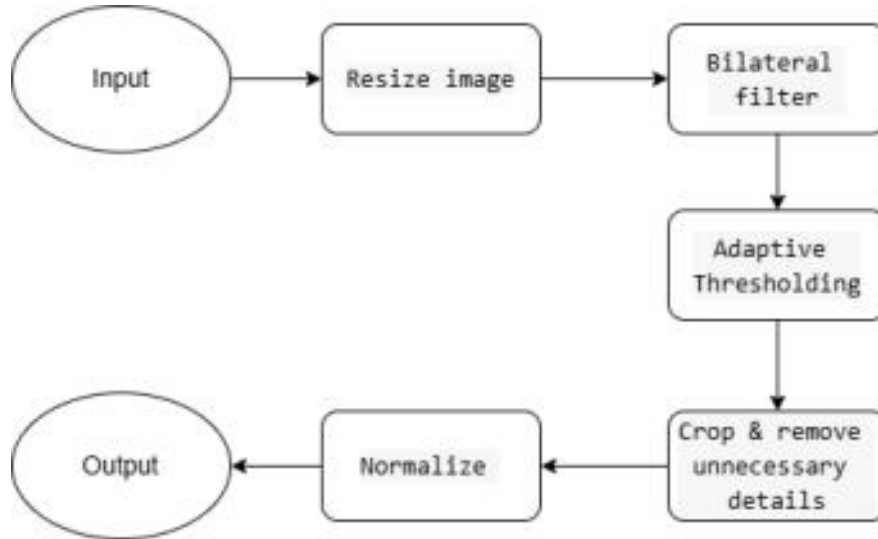 Input
Resize image
Bilateral
filter
Adaptive
Thresholding
Crop & remove
unnecessary
details
Normalize
Output